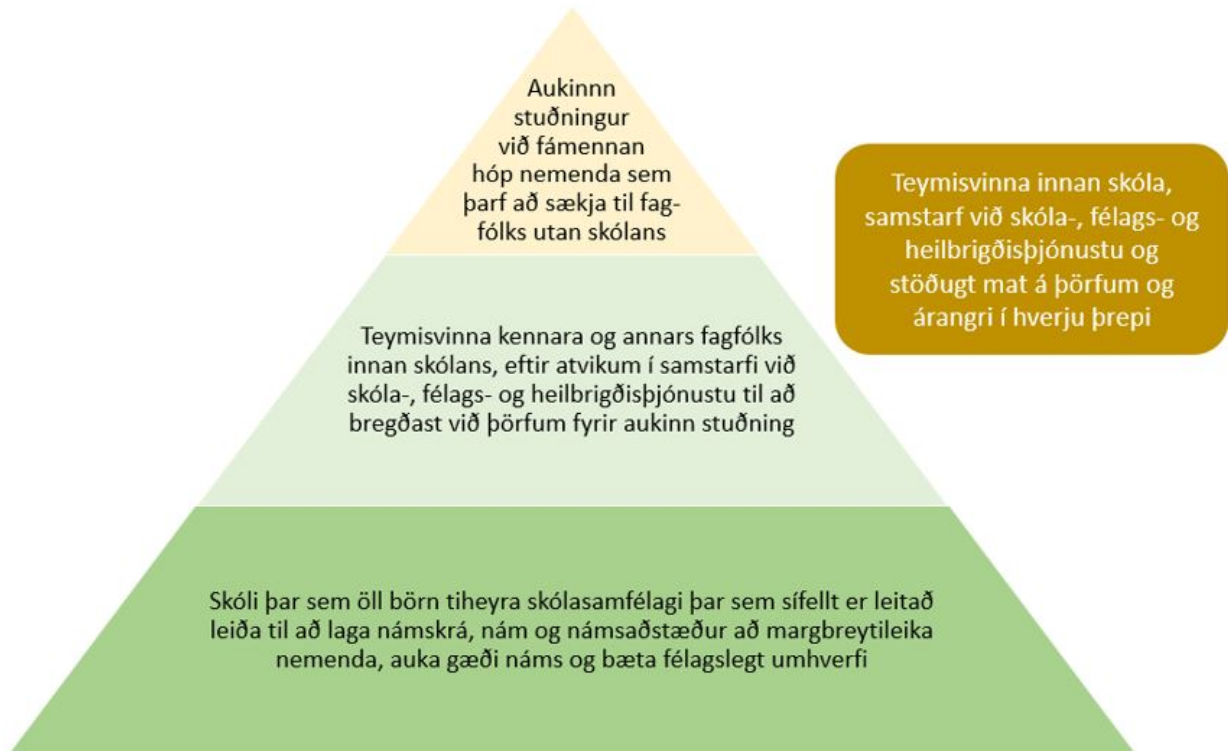 Aukinnn
stuðningur
við fámennan
hóp nemenda sem
þarf að sækja til fag-
fólks utan skólans
Teymisvinna innan skóla,
samstarf við skóla-, félags- og
heilbrigðisþjónustu og
stöðugt mat á þörfum og
árangri í hverju þrepi
Teymisvinna kennara og annars fagfólks
innan skólans, eftir atvikum í samstarfi við
skóla-, félags- og heilbrigðisþjónustu til að
bregðast við þörfum fyrir aukinn stuðning
Skóli þar sem öll börn tiheyra skólasamfélagi þar sem sífellt er leitað
leiða til að laga námskrá, nám og námsaðstæður að margbreytileika
nemenda, auka gæði náms og bæta félagslegt umhverfi